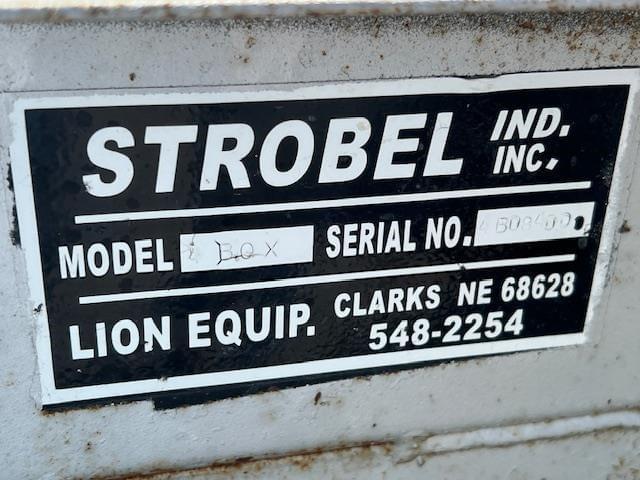 STROBEL IND. INC.
MODEL BOX SERIAL NO.
LION EQUIP. CLARKS NE 68628
548-2254